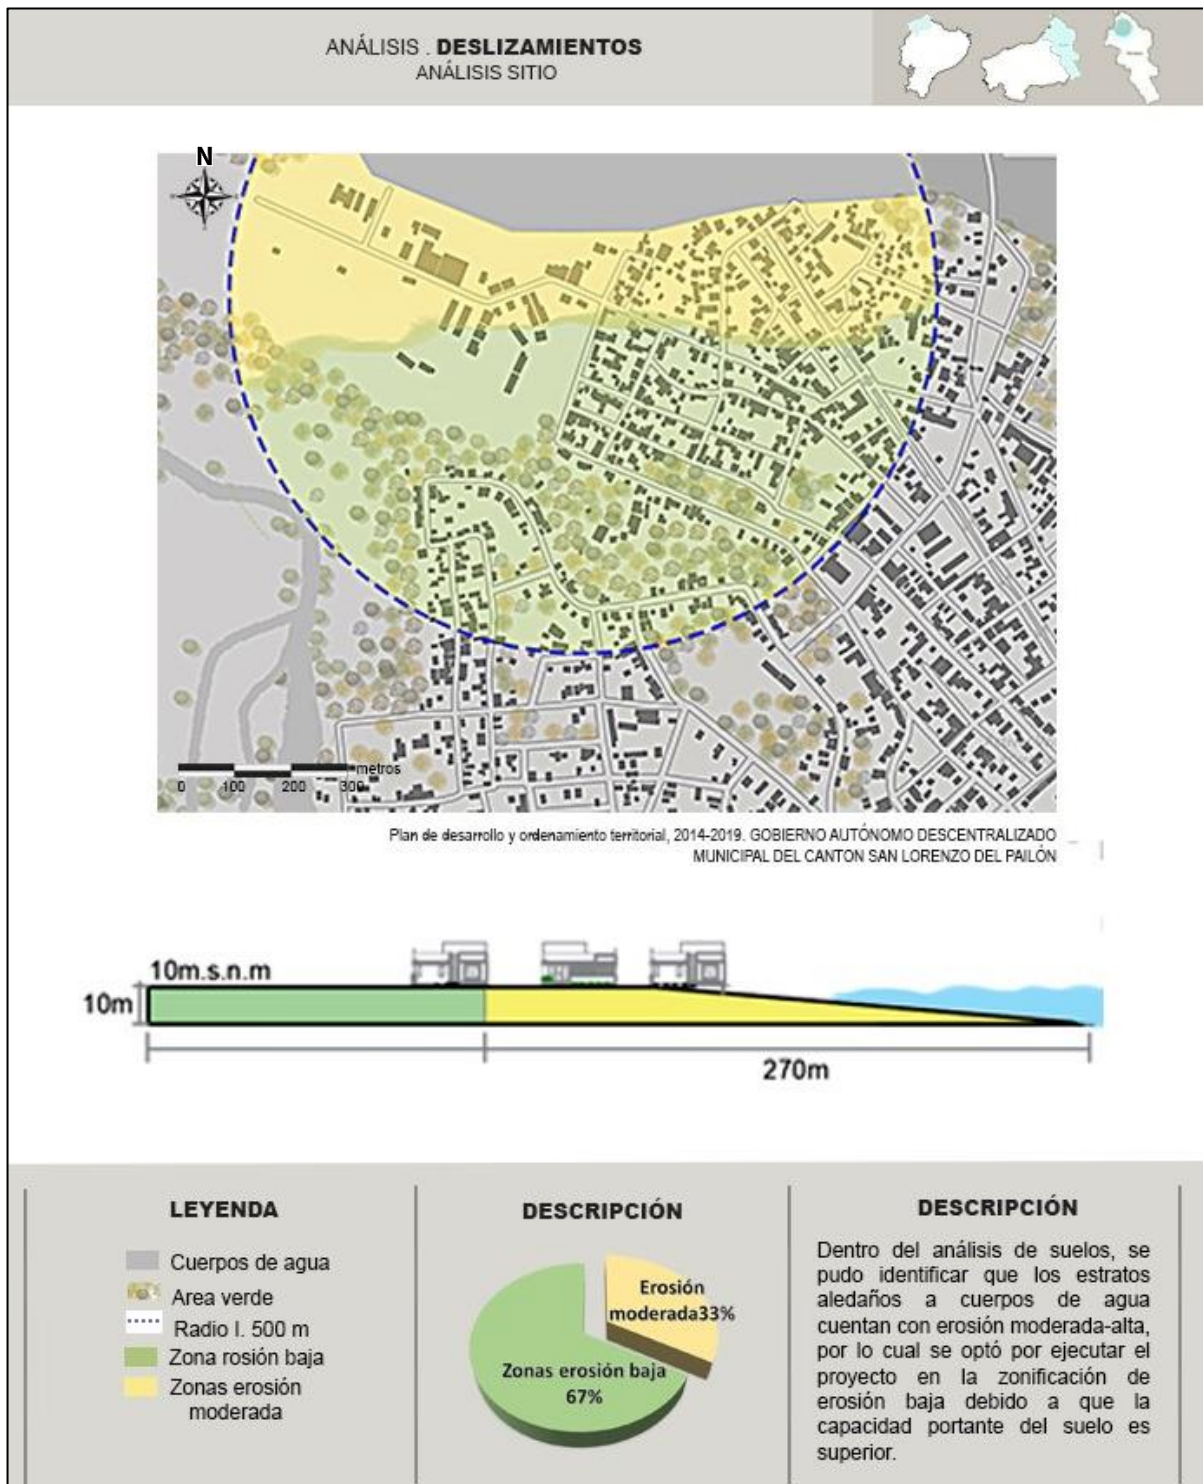 ANÁLISIS . DESLIZAMIENTOS
ANÁLISIS SITIO
N
metros
0 100 200 300
Plan de desarrollo y ordenamiento territorial, 2014-2019. GOBIERNO AUTÓNOMO DESCENTRALIZADO
MUNICIPAL DEL CANTON SAN LORENZO DEL PAILÓN
10m.s.n.m
10m
270m
LEYENDA
Cuerpos de agua
Area verde
Radio I. 500 m
Zona rosión baja
Zonas erosión
moderada
DESCRIPCIÓN
Erosión
moderada33%
Zonas erosión baja
67%
DESCRIPCIÓN
Dentro del análisis de suelos, se
pudo identificar que los estratos
aledaños a cuerpos de agua
cuentan con erosión moderada-alta,
por lo cual se optó por ejecutar el
proyecto en la zonificación de
erosión baja debido a que la
capacidad portante del suelo es
superior.